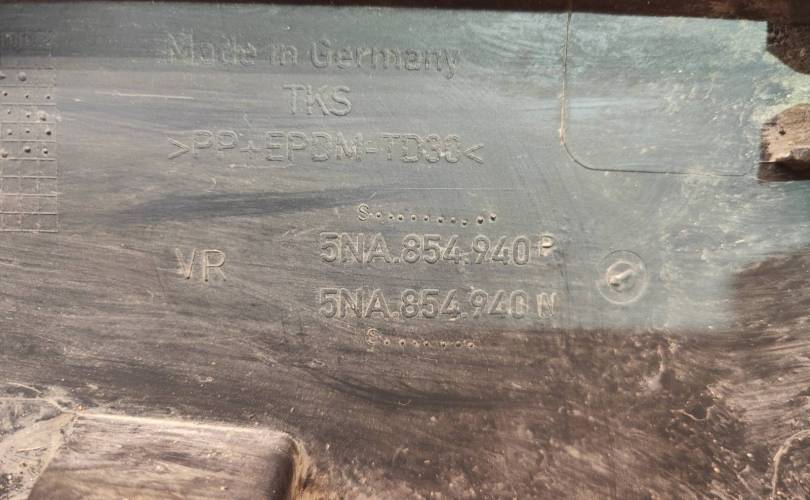 Made in Germany
TKS
>PP+EPDM-TD30<
S..........
5NA.854.940 P
VR
5NA.854.940 N
S........